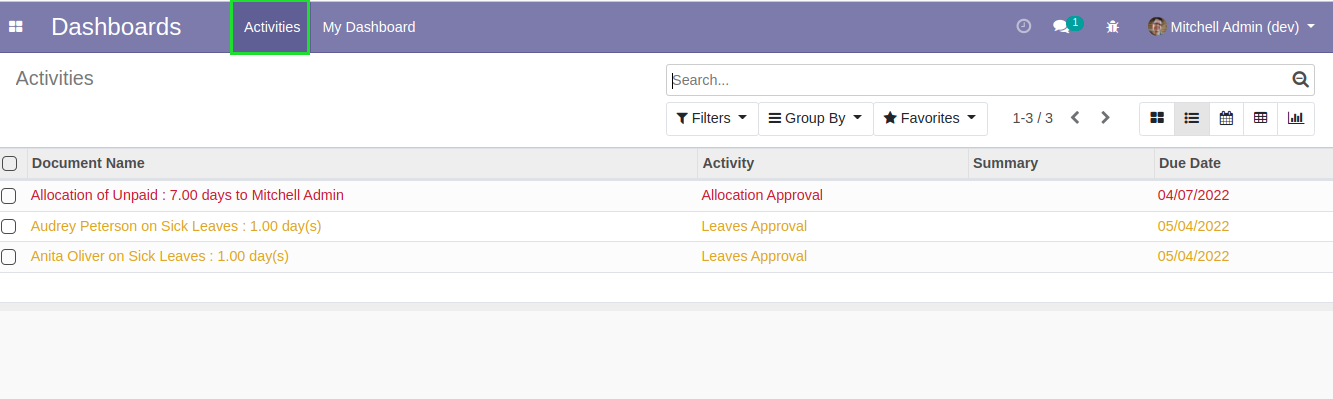 Dashboards Activities My Dashboard 1 Mitchell Admin (dev)
Activities Search...
Filters Group By Favorites 1-3 / 3
Document Name Activity Summary Due Date
Allocation of Unpaid : 7.00 days to Mitchell Admin Allocation Approval 04/07/2022
Audrey Peterson on Sick Leaves : 1.00 day(s) Leaves Approval 05/04/2022
Anita Oliver on Sick Leaves : 1.00 day(s) Leaves Approval 05/04/2022